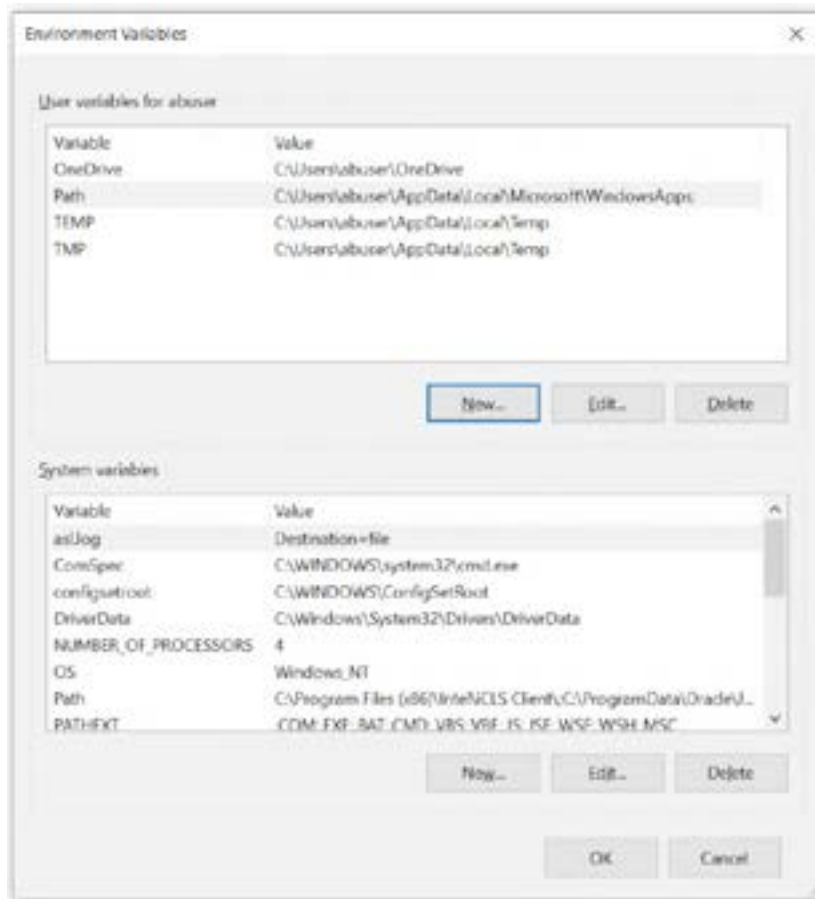 Environment Variables
User variables for abuser
Variable Value
OneDrive C:\Users\abuser\OneDrive
Path C:\Users\abuser\AppData\Local\Microsoft\WindowsApps;
TEMP C:\Users\abuser\AppData\Local\Temp
TMP C:\Users\abuser\AppData\Local\Temp
New... Edit... Delete
System variables
Variable Value
asl.log Destination=file
ComSpec C:\WINDOWS\system32\cmd.exe
configsetroot C:\WINDOWS\ConfigSetRoot
DriverData C:\Windows\System32\Drivers\DriverData
NUMBER_OF_PROCESSORS 4
OS Windows_NT
Path C:\Program Files (x86)\Intel\iCLS Client\;C:\ProgramData\Oracle\J...
PATHEXT .COM;.EXE;.BAT;.CMD;.VBS;.VBE;.JS;.JSE;.WSF;.WSH;.MSC
New... Edit... Delete
OK Cancel